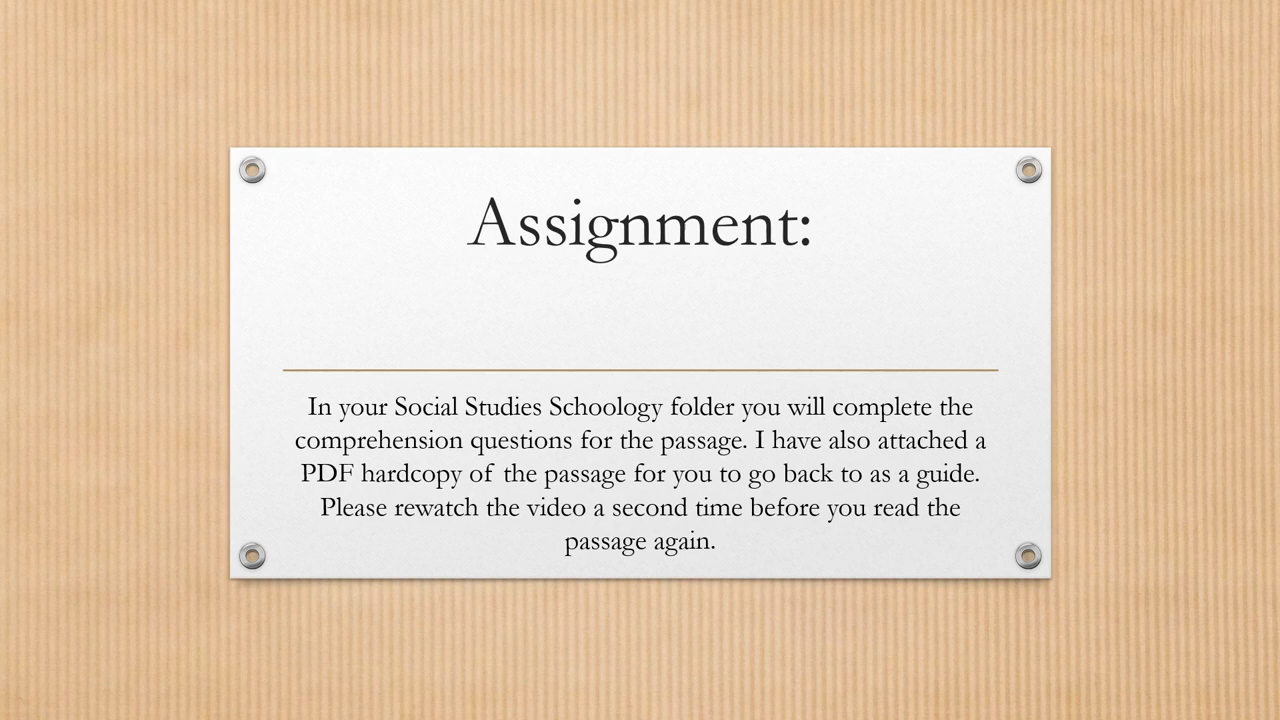 Assignment:
In your Social Studies Schoology folder you will complete the
comprehension questions for the passage. I have also attached a
PDF hardcopy of the passage for you to go back to as a guide.
Please rewatch the video a second time before you read the
passage again.